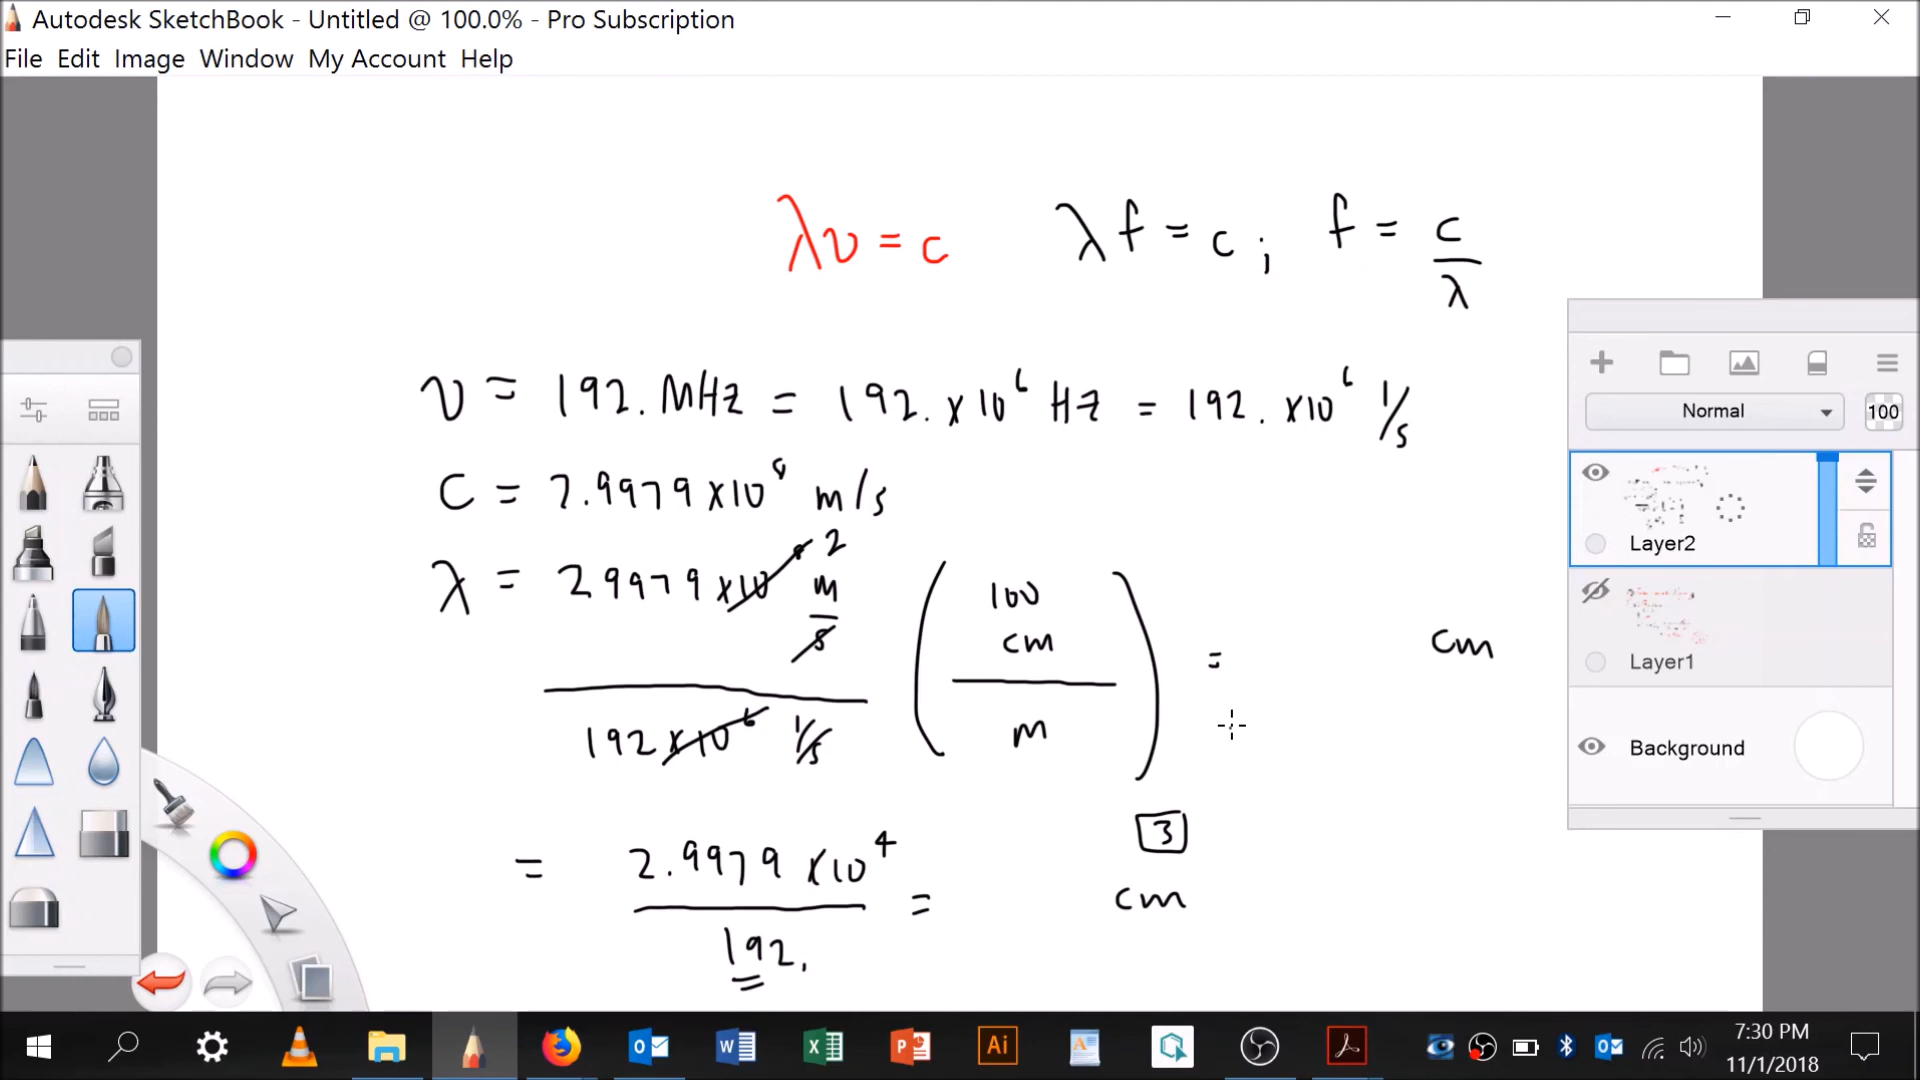 Autodesk SketchBook - Untitled @ 100.0% - Pro Subscription
File Edit Image Window My Account Help
λν = c λf = c ; f = c/λ
ν = 192. MHz = 192. x10⁶ Hz = 192. x10⁶ 1/s
C = 2.9979 x10⁸ m/s
λ = 2.9979 x10⁸ ² m/s
192 x10⁶ 1/s
( 100 cm / m ) = cm
3
= 2.9979 x10⁴ / 192. = cm
Normal 100
Layer2
Layer1
Background
7:30 PM
11/1/2018